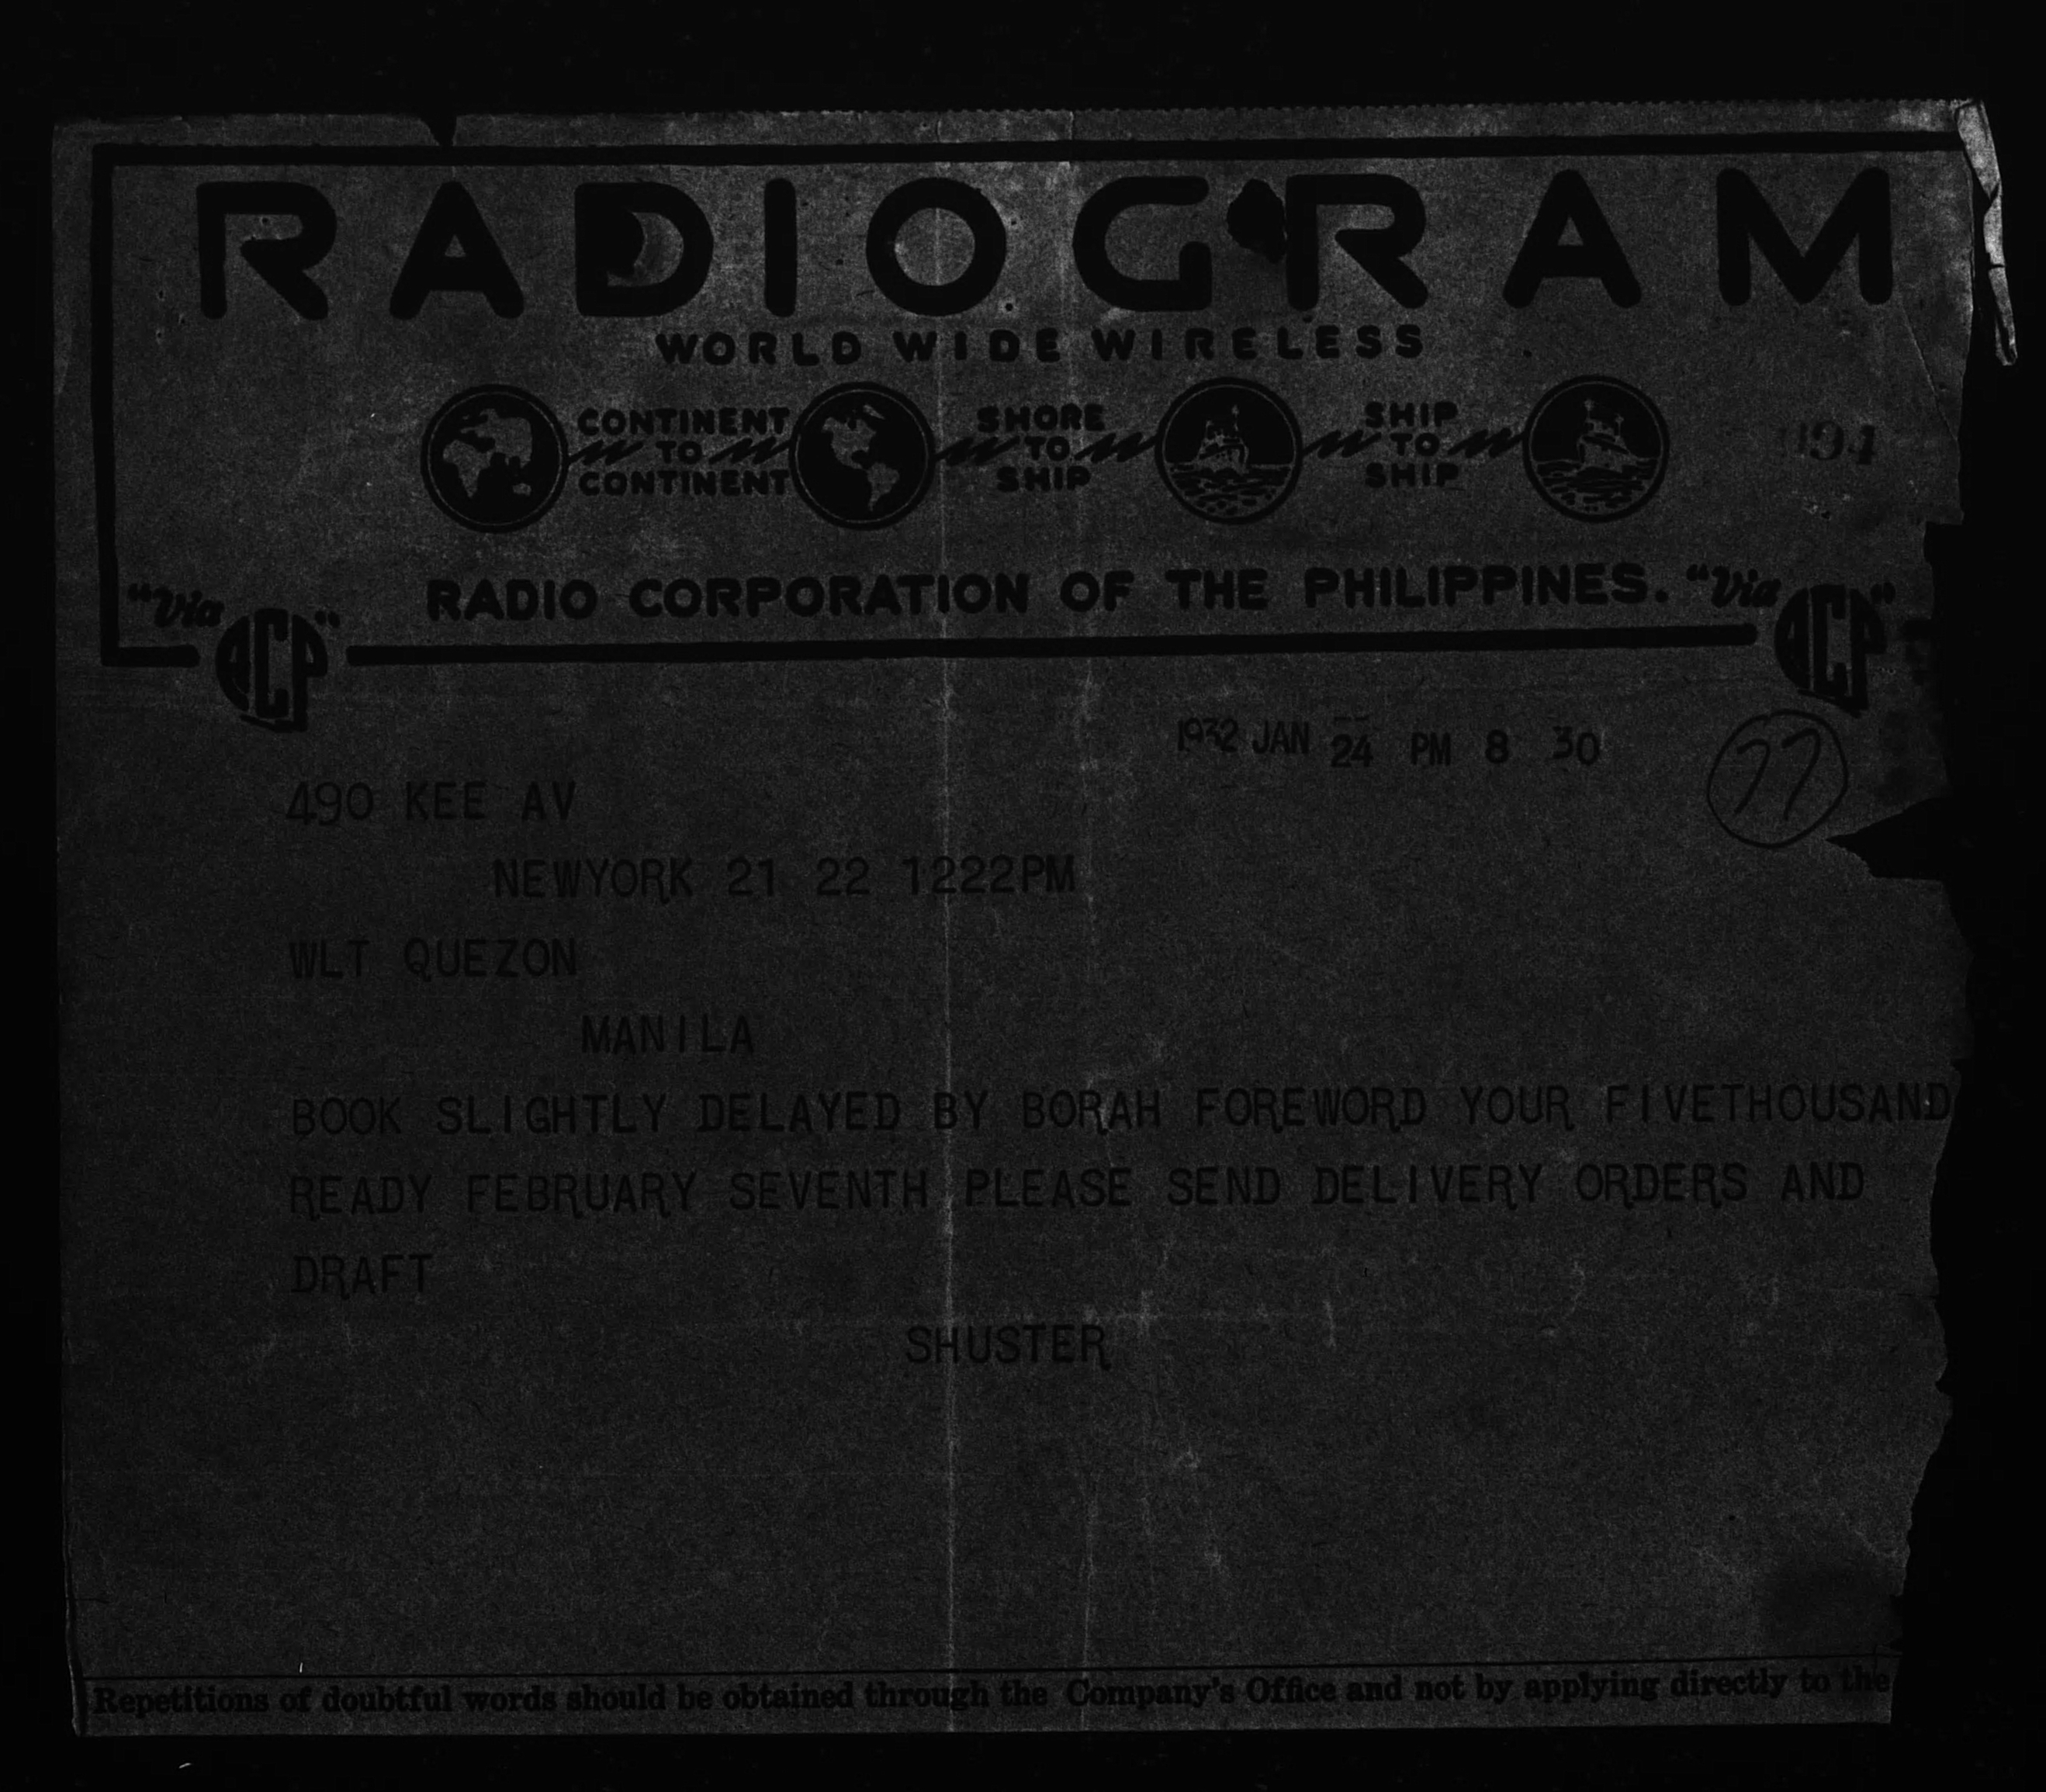 RADIOGRAM
WORLD WIDE WIRELESS
CONTINENT TO CONTINENT
SHORE TO SHIP
SHIP TO SHIP
94
"Via RCP"
RADIO CORPORATION OF THE PHILIPPINES.
"Via RCP"
1932 JAN 24 PM 8 30
77
490 KEE AV
NEWYORK 21 22 1222PM
WLT QUEZON
MANILA
BOOK SLIGHTLY DELAYED BY BORAH FOREWORD YOUR FIVETHOUSAND
READY FEBRUARY SEVENTH PLEASE SEND DELIVERY ORDERS AND
DRAFT
SHUSTER
Repetitions of doubtful words should be obtained through the Company's Office and not by applying directly to the